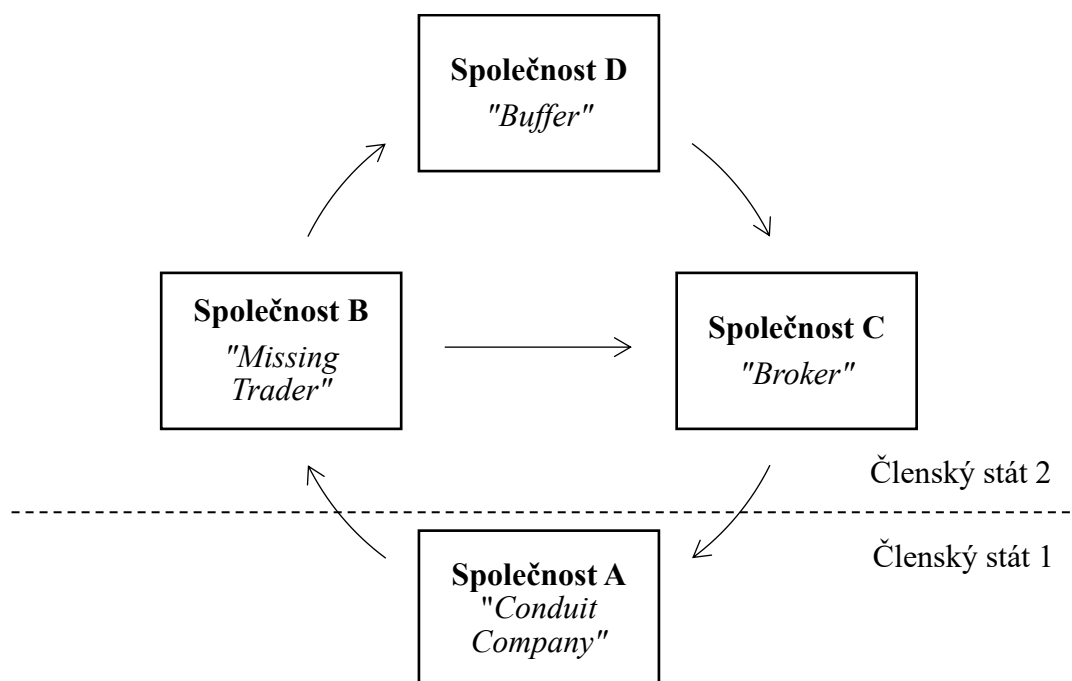 Společnost D
"Buffer"
Společnost B
"Missing
Trader"
Společnost C
"Broker"
Členský stát 2
Členský stát 1
Společnost A
"Conduit
Company"